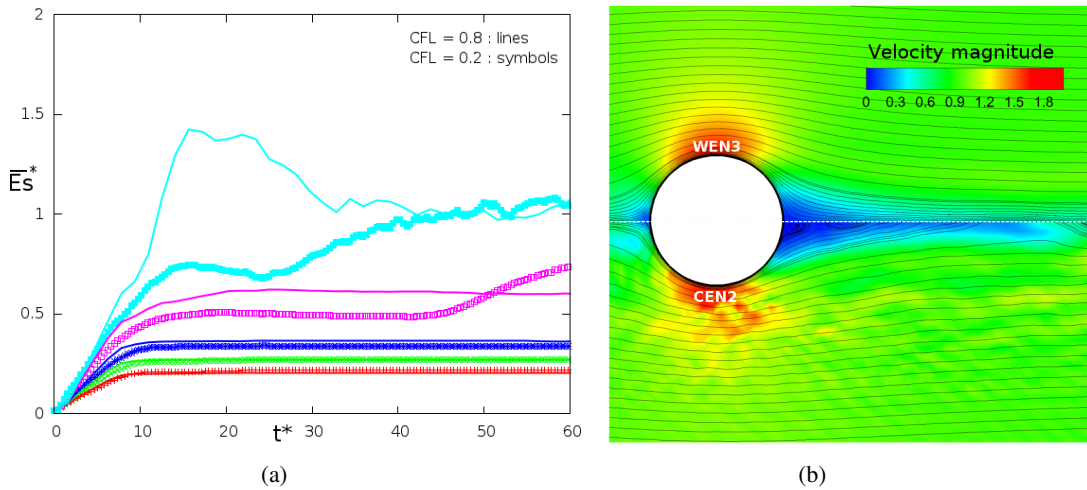 2
1.5
1
0.5
0
Es*
CFL = 0.8 : lines
CFL = 0.2 : symbols
0 10 20 30 40 50 60
t*
(a)
Velocity magnitude
0 0.3 0.6 0.9 1.2 1.5 1.8
WEN3
CEN2
(b)